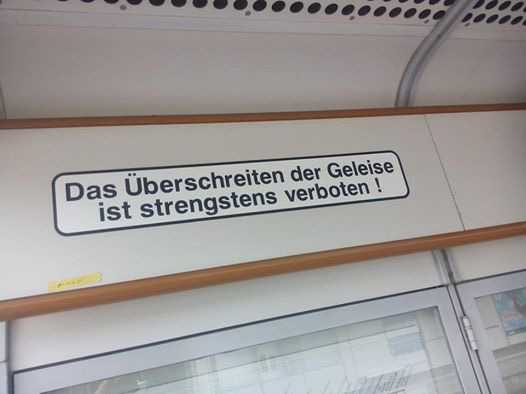 Das Überschreiten der Geleise
ist strengstens verboten !